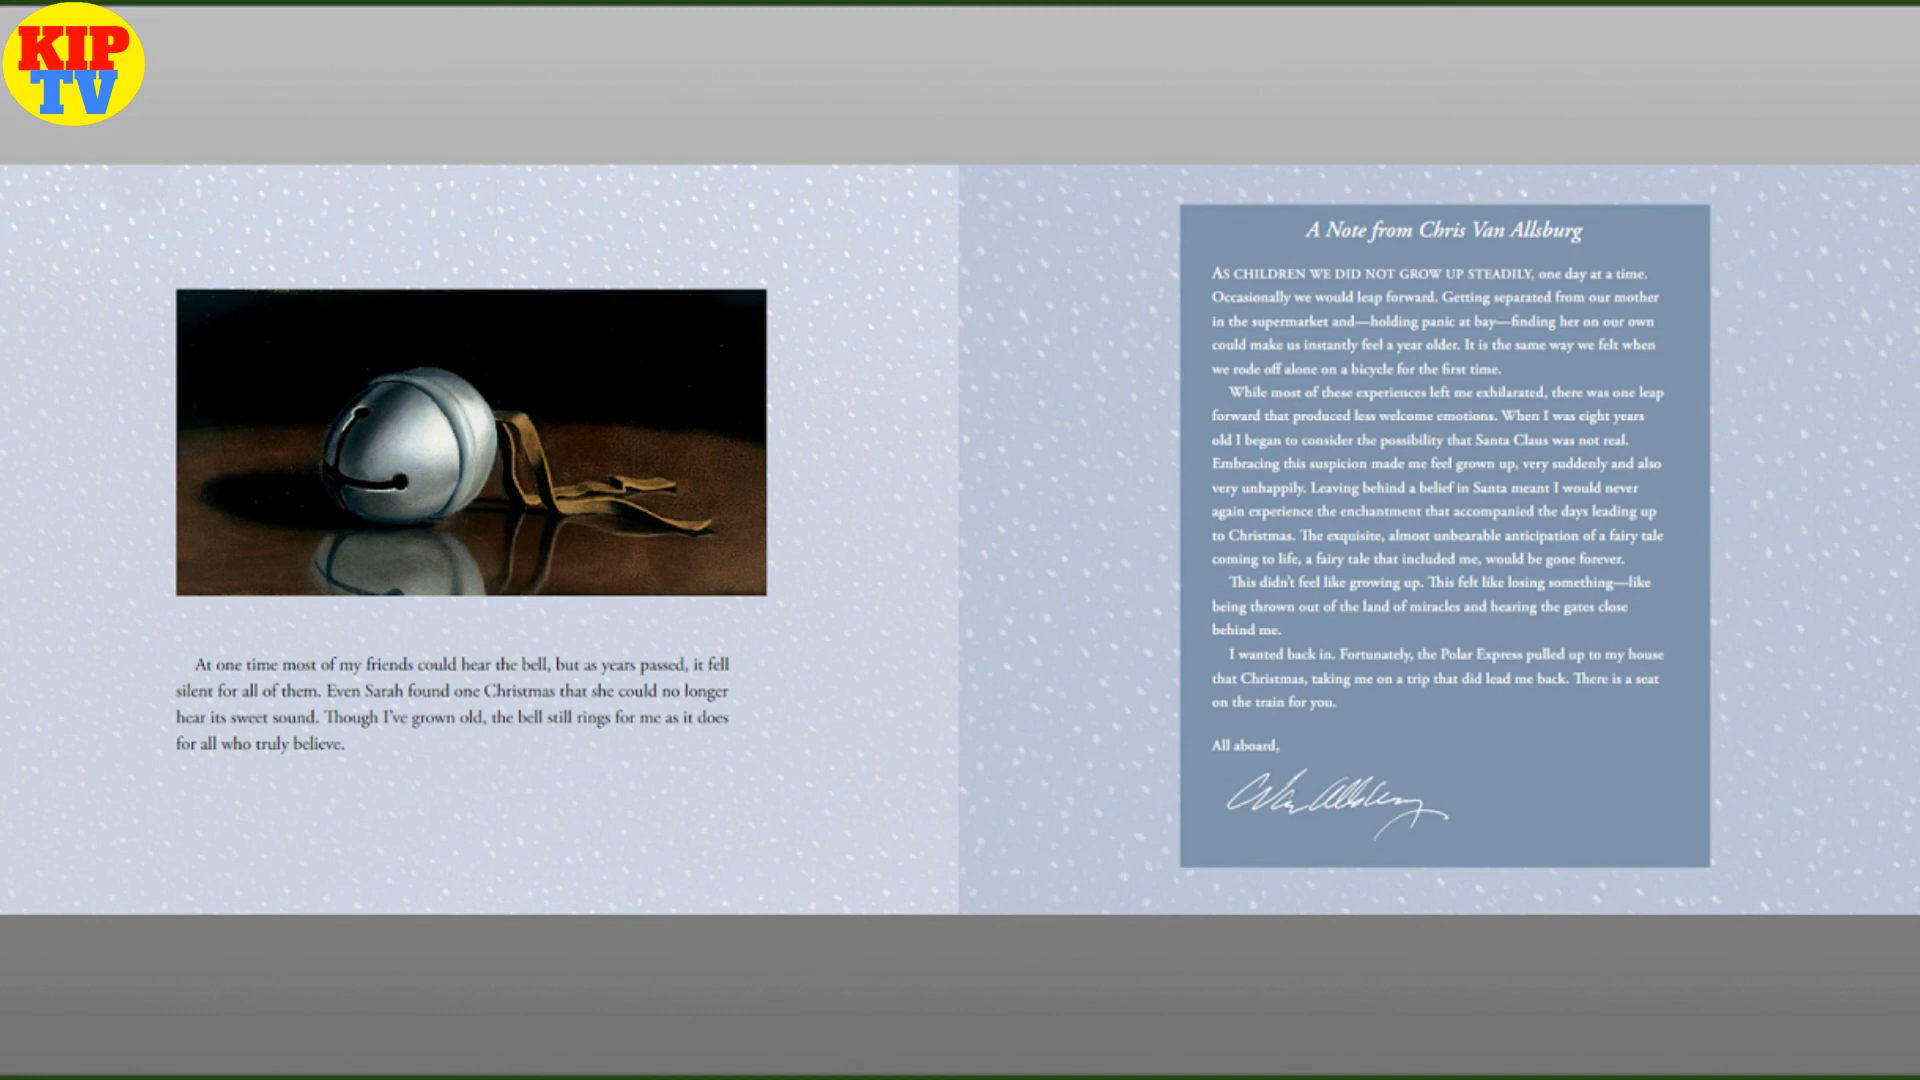 KIP
TV
At one time most of my friends could hear the bell, but as years passed, it fell
silent for all of them. Even Sarah found one Christmas that she could no longer
hear its sweet sound. Though I've grown old, the bell still rings for me as it does
for all who truly believe.
A Note from Chris Van Allsburg
AS CHILDREN WE DID NOT GROW UP STEADILY, one day at a time.
Occasionally we would leap forward. Getting separated from our mother
in the supermarket and—holding panic at bay—finding her on our own
could make us instantly feel a year older. It is the same way we felt when
we rode off alone on a bicycle for the first time.
While most of these experiences left me exhilarated, there was one leap
forward that produced less welcome emotions. When I was eight years
old I began to consider the possibility that Santa Claus was not real.
Embracing this suspicion made me feel grown up, very suddenly and also
very unhappily. Leaving behind a belief in Santa meant I would never
again experience the enchantment that accompanied the days leading up
to Christmas. The exquisite, almost unbearable anticipation of a fairy tale
coming to life, a fairy tale that included me, would be gone forever.
This didn't feel like growing up. This felt like losing something—like
being thrown out of the land of miracles and hearing the gates close
behind me.
I wanted back in. Fortunately, the Polar Express pulled up to my house
that Christmas, taking me on a trip that did lead me back. There is a seat
on the train for you.
All aboard,
CVan Allsburg